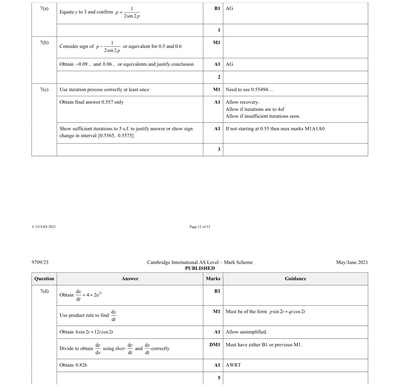 7(a) Equate y to 3 and confirm p = 1/(2 sin 2p) B1 AG
1
7(b) Consider sign of p − 1/(2 sin 2p) or equivalent for 0.5 and 0.6 M1
Obtain −0.09... and 0.06... or equivalents and justify conclusion A1 AG
2
7(c) Use iteration process correctly at least once M1 Need to see 0.55494…
Obtain final answer 0.557 only A1 Allow recovery.
Allow if iterations are to 4sf.
Allow if insufficient iterations seen.
Show sufficient iterations to 5 s.f. to justify answer or show sign A1 If not starting at 0.55 then max marks M1A1A0
change in interval [0.5565, 0.5575]
3
© UCLES 2021 Page 12 of 13
9709/23 Cambridge International AS Level – Mark Scheme May/June 2021
PUBLISHED
Question Answer Marks Guidance
7(d) Obtain dx/dt = 4 + 2e²ᵗ B1
Use product rule to find dy/dt M1 Must be of the form p sin 2t + qt cos 2t
Obtain 6 sin 2t + 12t cos 2t A1 Allow unsimplified.
Divide to obtain dy/dx using their dy/dt and dx/dt correctly DM1 Must have either B1 or previous M1.
Obtain 0.826 A1 AWRT
5